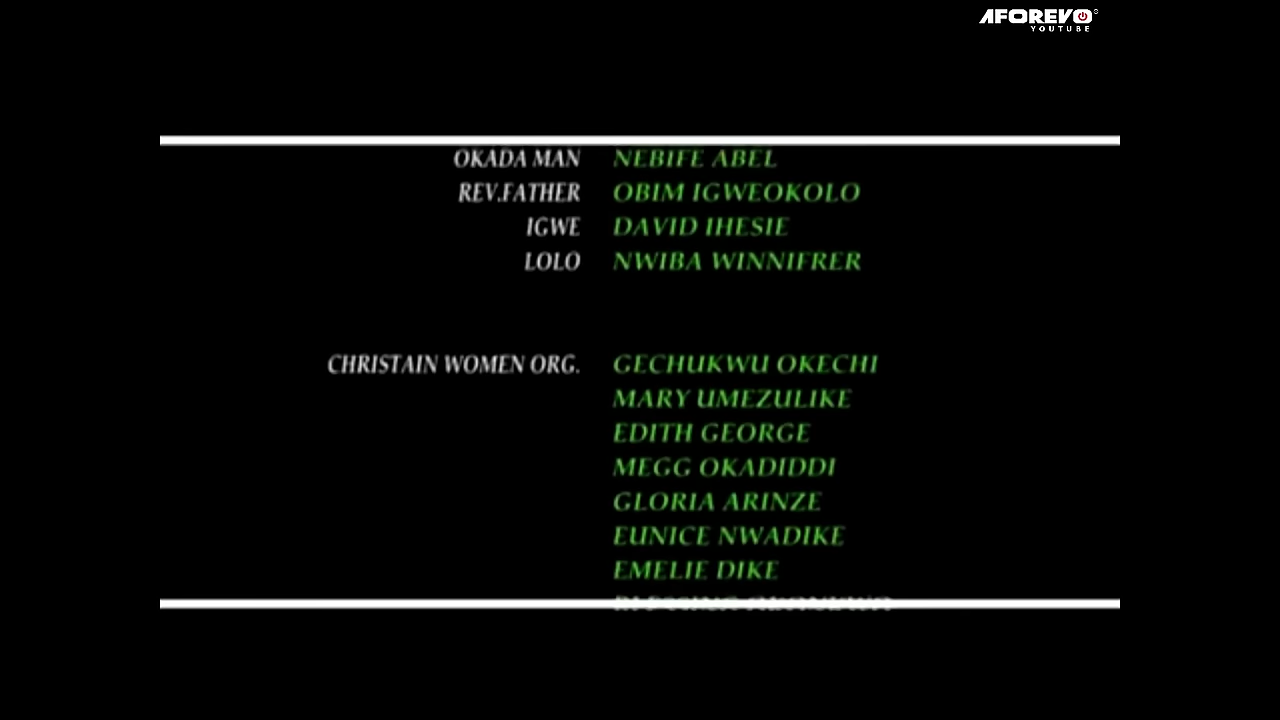 AFOREVO
YOUTUBE
OKADA MAN NEBIFE ABEL
REV.FATHER OBIM IGWEOKOLO
IGWE DAVID IHESIE
LOLO NWIBA WINNIFRER
CHRISTAIN WOMEN ORG. GECHUKWU OKECHI
MARY UMEZULIKE
EDITH GEORGE
MEGG OKADIDDI
GLORIA ARINZE
EUNICE NWADIKE
EMELIE DIKE